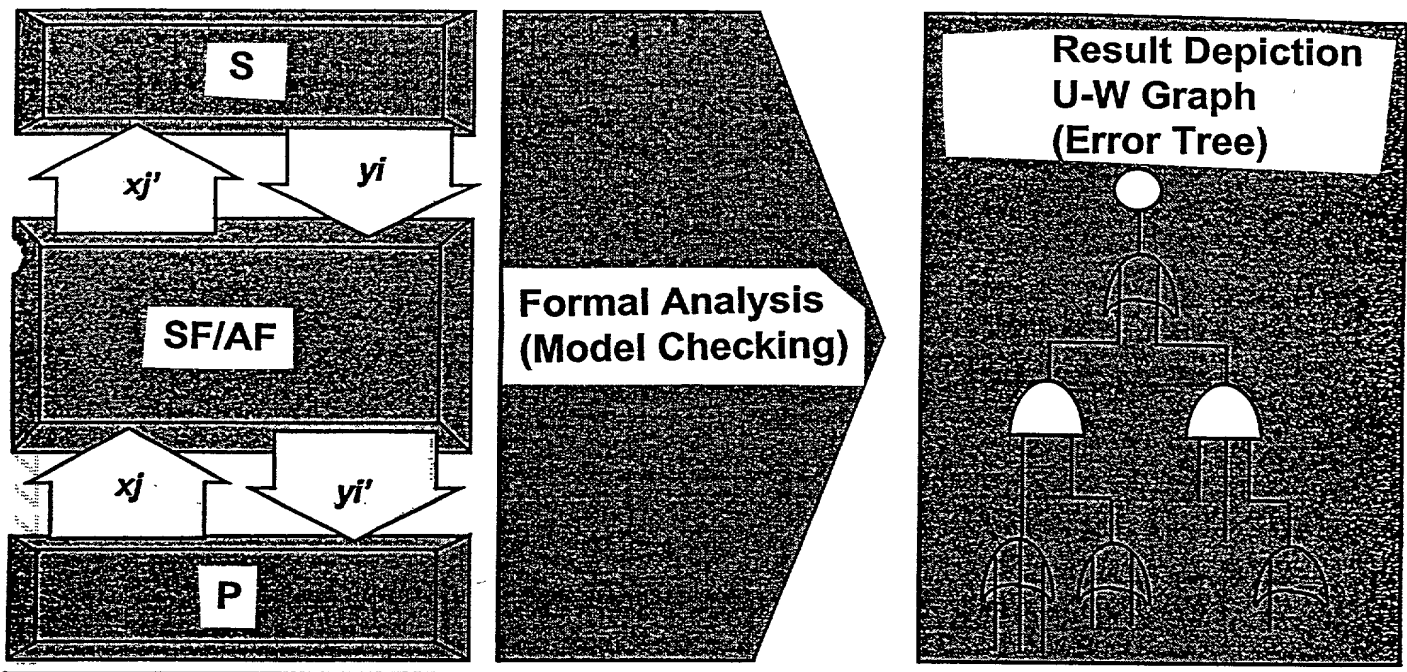 S
xj'
yi
SF/AF
xj
yi'
P
Formal Analysis
(Model Checking)
Result Depiction
U-W Graph
(Error Tree)